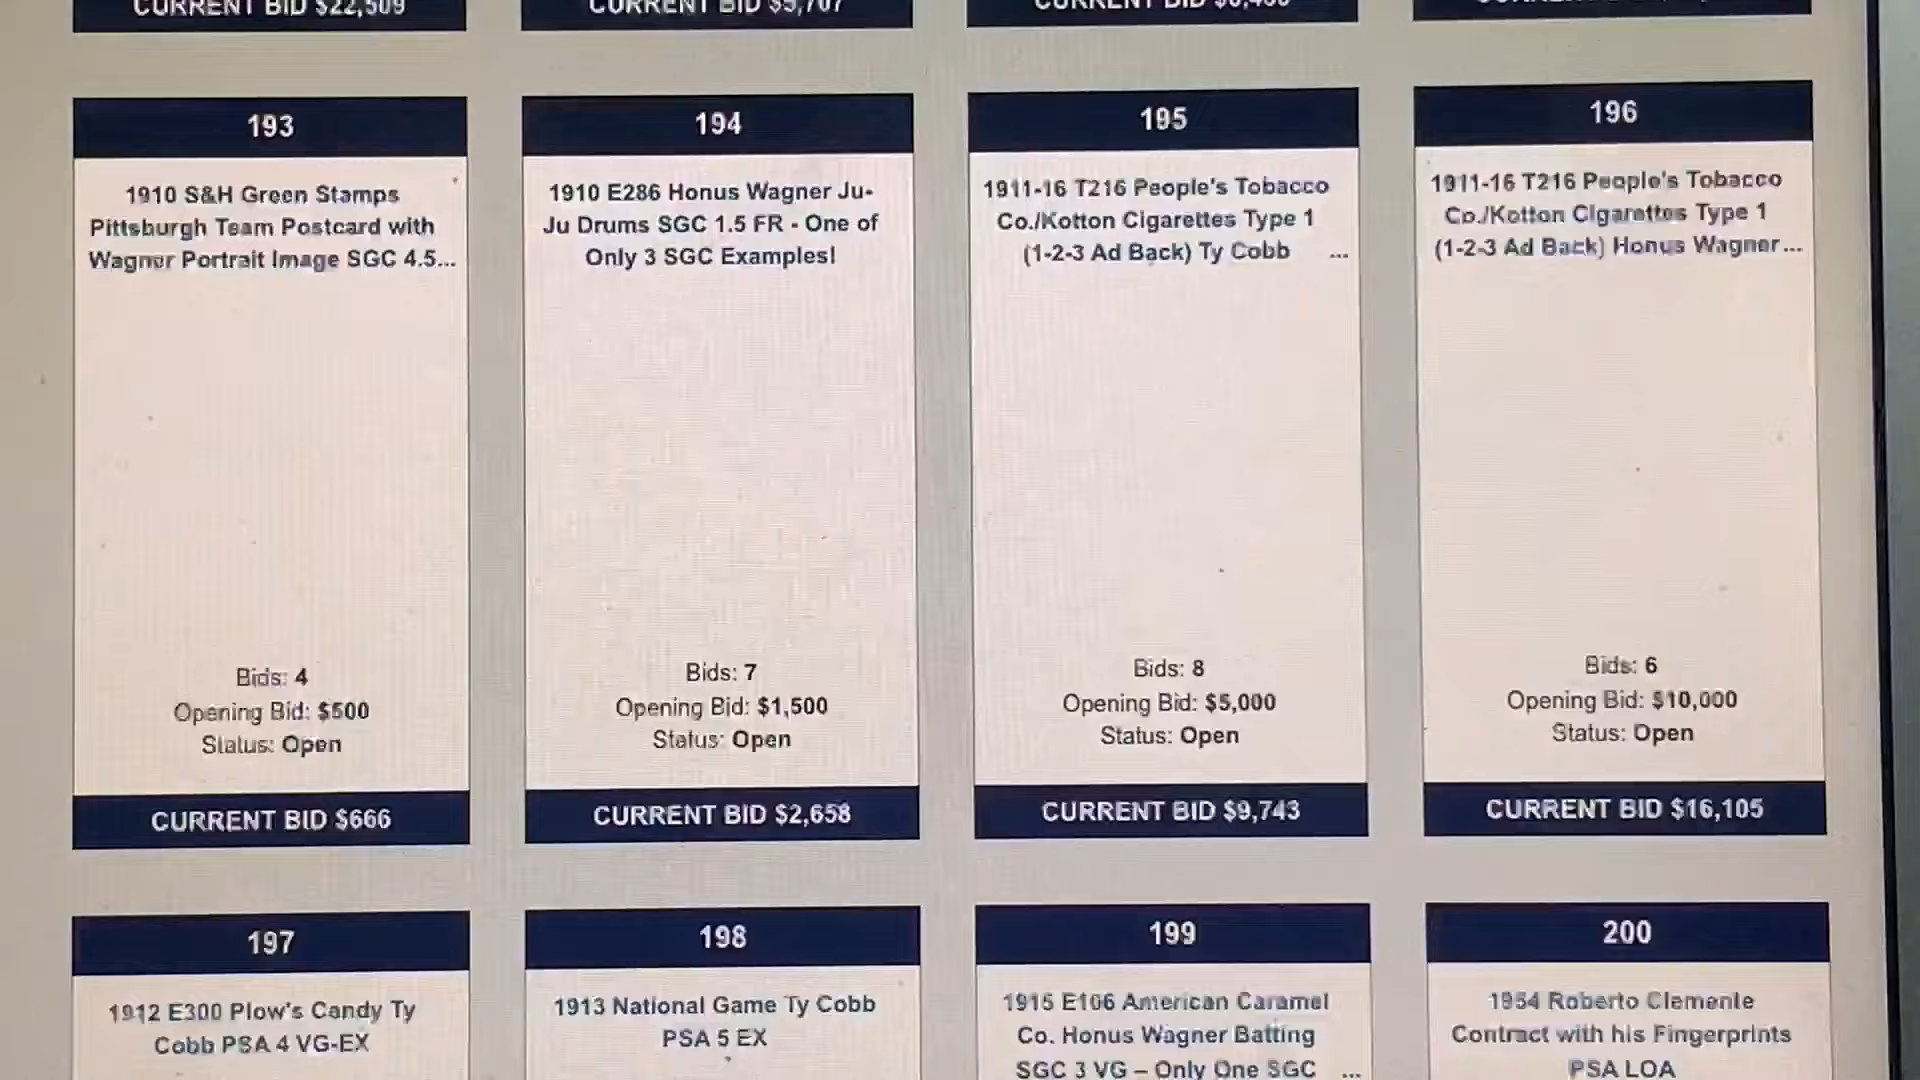 CURRENT BID $22,509
CURRENT BID
CURRENT BID
193
1910 S&H Green Stamps
Pittsburgh Team Postcard with
Wagner Portrait Image SGC 4.5...
Bids: 4
Opening Bid: $500
Status: Open
CURRENT BID $666
194
1910 E286 Honus Wagner Ju-
Ju Drums SGC 1.5 FR - One of
Only 3 SGC Examples!
Bids: 7
Opening Bid: $1,500
Status: Open
CURRENT BID $2,658
195
1911-16 T216 People's Tobacco
Co./Kotton Cigarettes Type 1
(1-2-3 Ad Back) Ty Cobb ...
Bids: 8
Opening Bid: $5,000
Status: Open
CURRENT BID $9,743
196
1911-16 T216 People's Tobacco
Co./Kotton Cigarettes Type 1
(1-2-3 Ad Back) Honus Wagner...
Bids: 6
Opening Bid: $10,000
Status: Open
CURRENT BID $16,105
197
1912 E300 Plow's Candy Ty
Cobb PSA 4 VG-EX
198
1913 National Game Ty Cobb
PSA 5 EX
199
1915 E106 American Caramel
Co. Honus Wagner Batting
SGC 3 VG – Only One SGC ...
200
1954 Roberto Clemente
Contract with his Fingerprints
PSA LOA